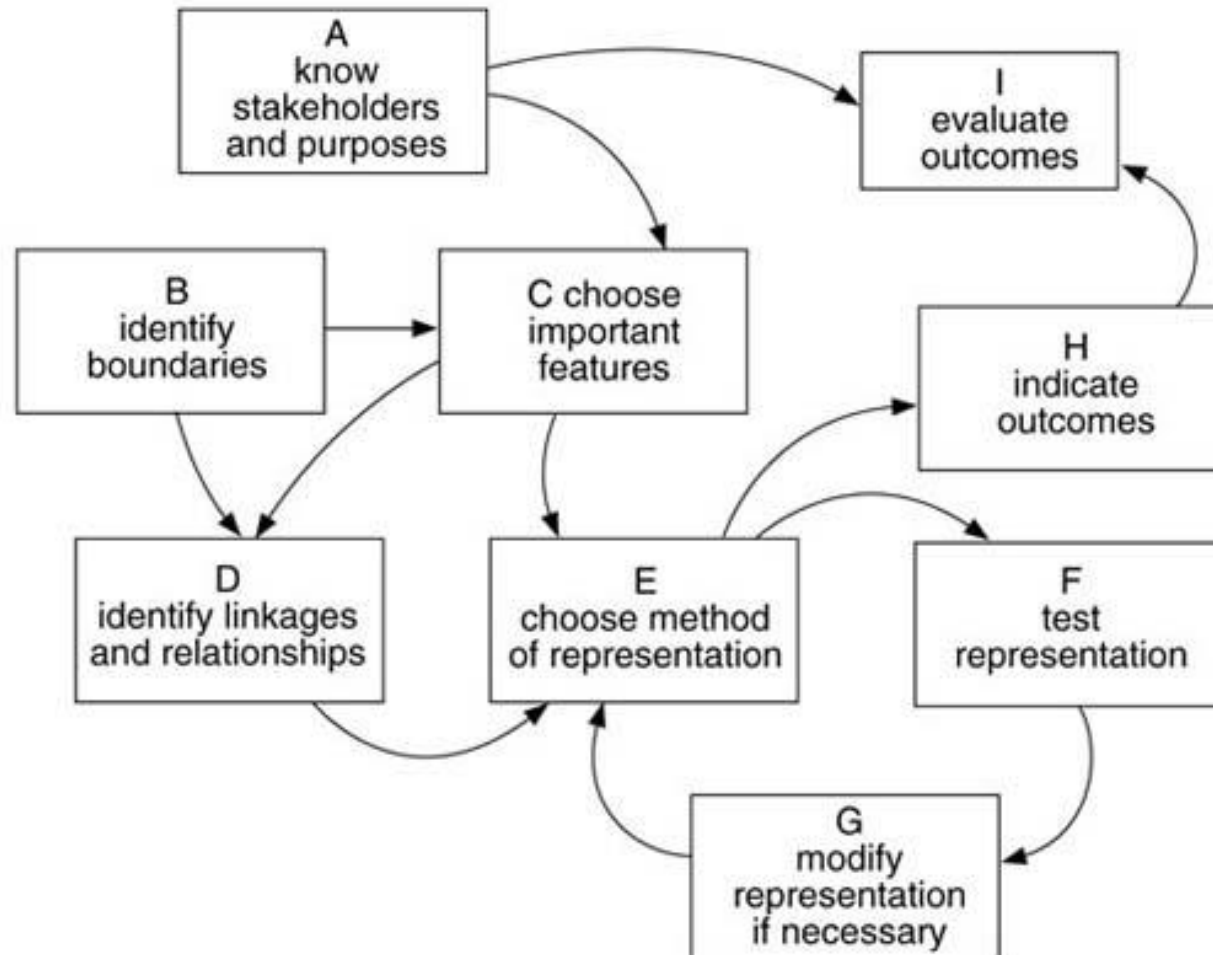 A
know
stakeholders
and purposes
I
evaluate
outcomes
B
identify
boundaries
C choose
important
features
H
indicate
outcomes
D
identify linkages
and relationships
E
choose method
of representation
F
test
representation
G
modify
representation
if necessary